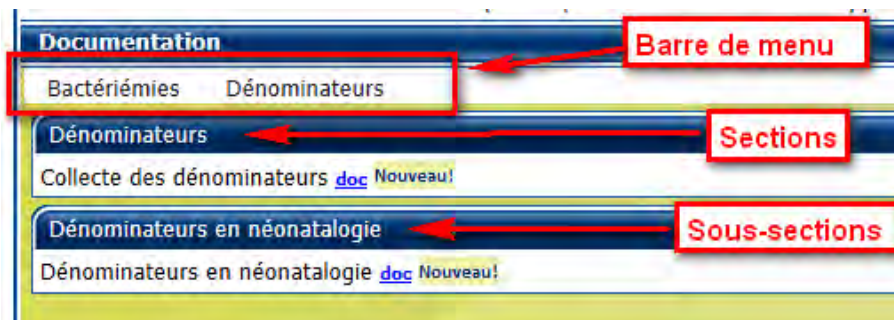 Documentation
Barre de menu
Bactériémies Dénominateurs
Dénominateurs
Sections
Collecte des dénominateurs doc Nouveau!
Dénominateurs en néonatalogie
Sous-sections
Dénominateurs en néonatalogie doc Nouveau!